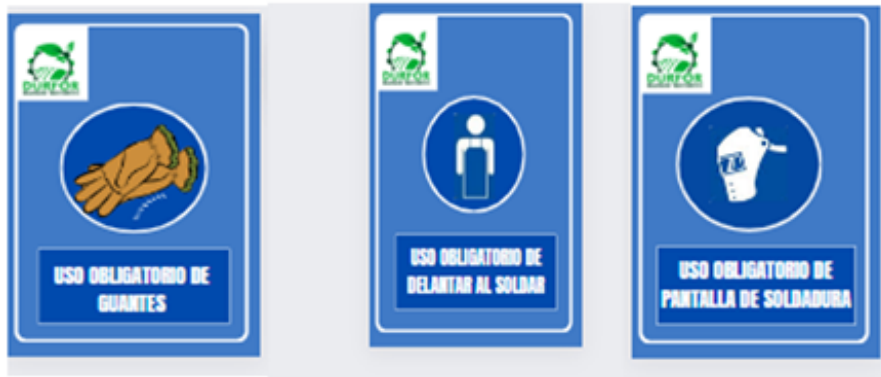 DURFOR
USO OBLIGATORIO DE
GUANTES
DURFOR
USO OBLIGATORIO DE
DELANTAR AL SOLDAR
DURFOR
USO OBLIGATORIO DE
PANTALLA DE SOLDADURA